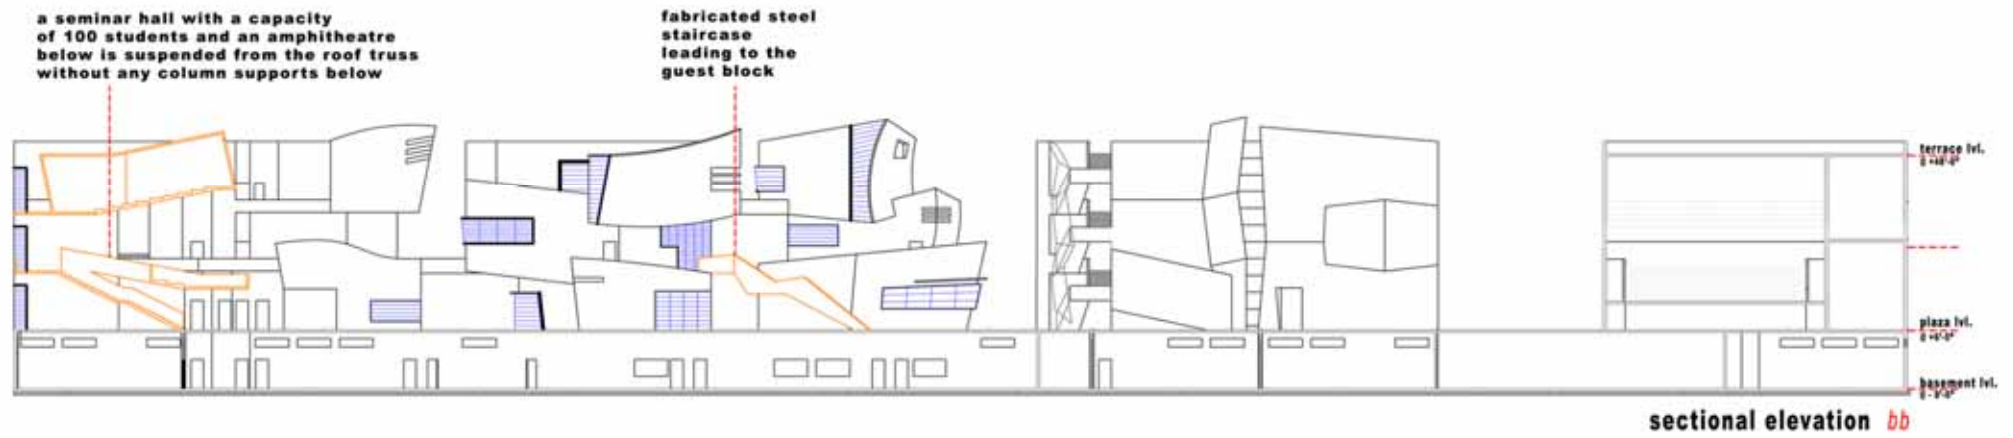 a seminar hall with a capacity
of 100 students and an amphitheatre
below is suspended from the roof truss
without any column supports below
fabricated steel
staircase
leading to the
guest block
terrace lvl.
plaza lvl.
basement lvl.
sectional elevation bb